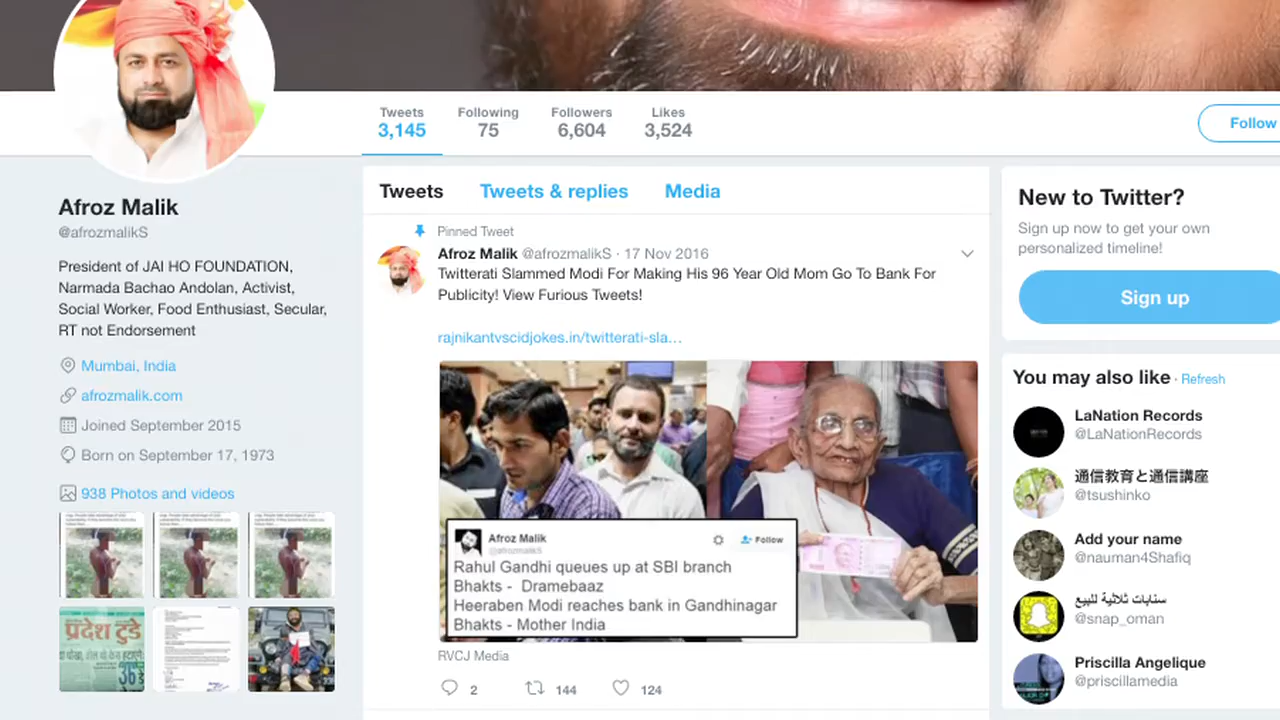 Tweets Following Followers Likes
3,145 75 6,604 3,524
Follow
Afroz Malik
@afrozmalikS
President of JAI HO FOUNDATION,
Narmada Bachao Andolan, Activist,
Social Worker, Food Enthusiast, Secular,
RT not Endorsement
Mumbai, India
afrozmalik.com
Joined September 2015
Born on September 17, 1973
938 Photos and videos
प्रदेश टुडे
Tweets Tweets & replies Media
Pinned Tweet
Afroz Malik @afrozmalikS · 17 Nov 2016
Twitterati Slammed Modi For Making His 96 Year Old Mom Go To Bank For
Publicity! View Furious Tweets!
rajnikantvscidjokes.in/twitterati-sla…
Afroz Malik
@afrozmalikS
Follow
Rahul Gandhi queues up at SBI branch
Bhakts - Dramebaaz
Heeraben Modi reaches bank in Gandhinagar
Bhakts - Mother India
RVCJ Media
2 144 124
New to Twitter?
Sign up now to get your own
personalized timeline!
Sign up
You may also like · Refresh
LaNation Records
@LaNationRecords
通信教育と通信講座
@tsushinko
Add your name
@nauman4Shafiq
سنابات ثلاثية للبيع
@snap_oman
Priscilla Angelique
@priscillamedia